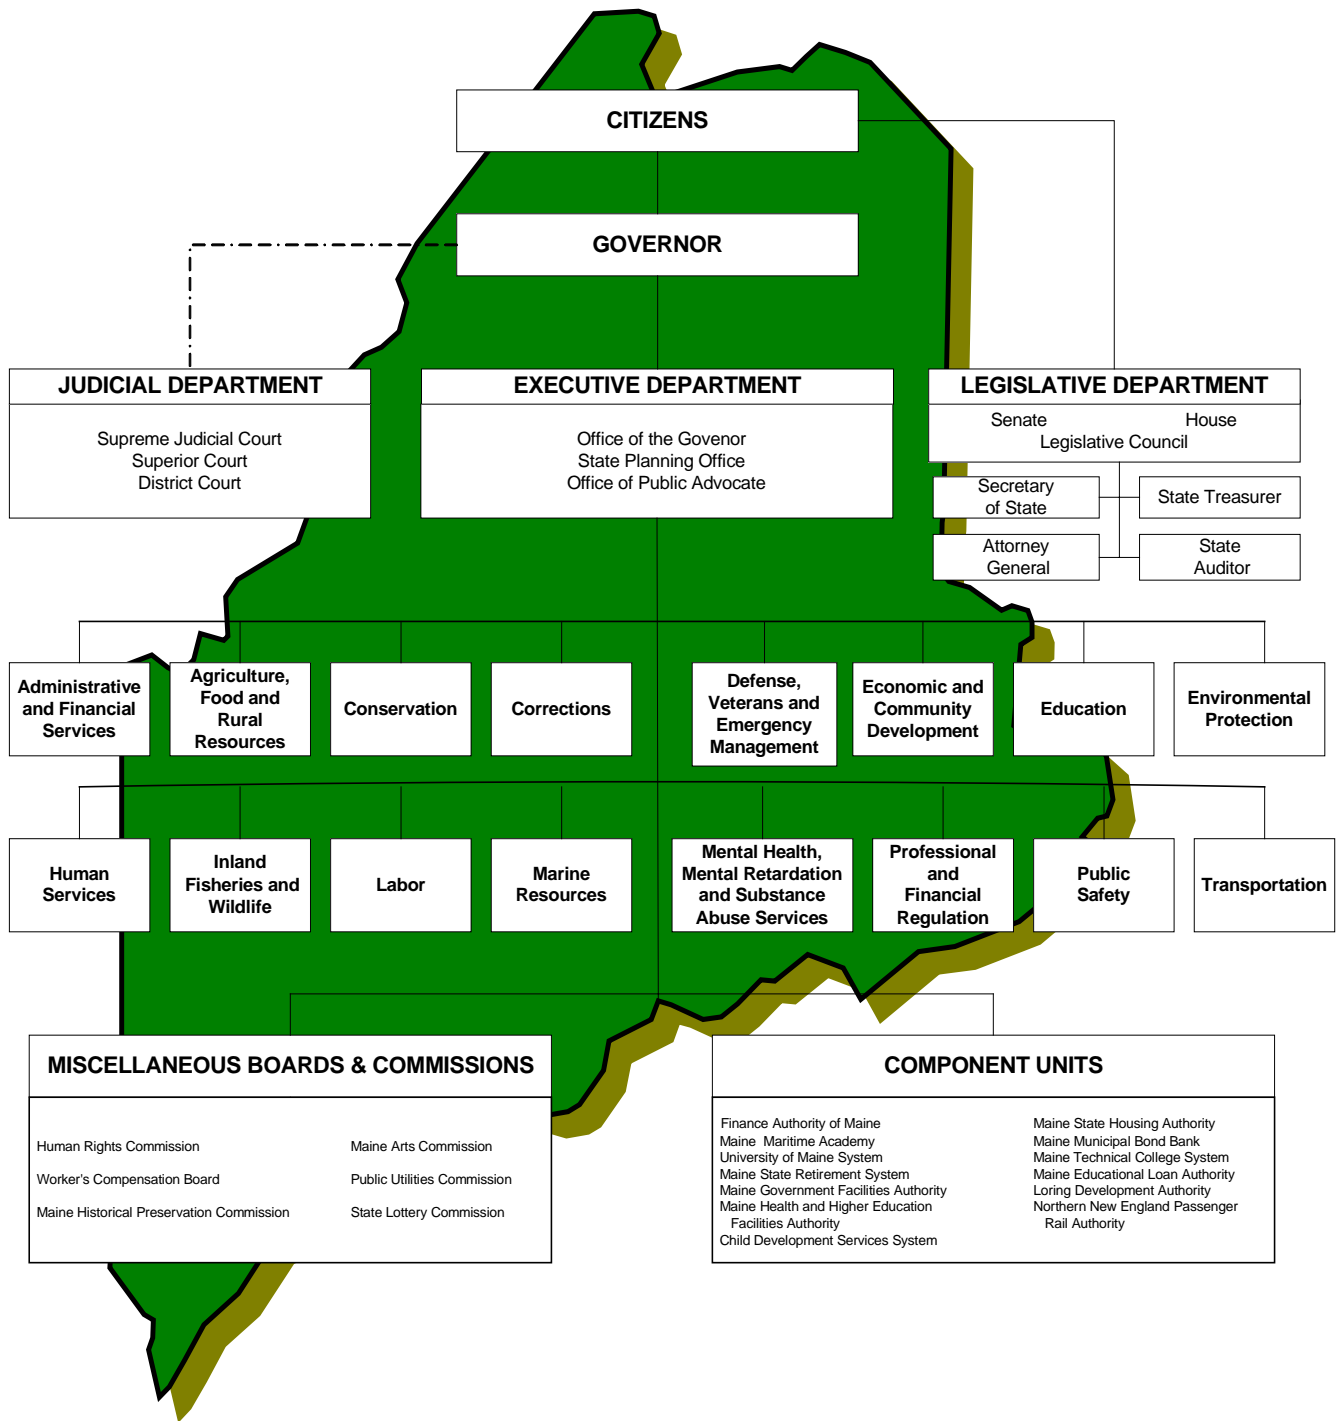 CITIZENS
GOVERNOR
JUDICIAL DEPARTMENT
Supreme Judicial Court
Superior Court
District Court
EXECUTIVE DEPARTMENT
Office of the Govenor
State Planning Office
Office of Public Advocate
LEGISLATIVE DEPARTMENT
Senate House
Legislative Council
Secretary
of State
State Treasurer
Attorney
General
State
Auditor
Administrative
and Financial
Services
Agriculture,
Food and
Rural
Resources
Conservation
Corrections
Defense,
Veterans and
Emergency
Management
Economic and
Community
Development
Education
Environmental
Protection
Human
Services
Inland
Fisheries and
Wildlife
Labor
Marine
Resources
Mental Health,
Mental Retardation
and Substance
Abuse Services
Professional
and
Financial
Regulation
Public
Safety
Transportation
MISCELLANEOUS BOARDS & COMMISSIONS
Human Rights Commission
Worker's Compensation Board
Maine Historical Preservation Commission
Maine Arts Commission
Public Utilities Commission
State Lottery Commission
COMPONENT UNITS
Finance Authority of Maine
Maine Maritime Academy
University of Maine System
Maine State Retirement System
Maine Government Facilities Authority
Maine Health and Higher Education
Facilities Authority
Child Development Services System
Maine State Housing Authority
Maine Municipal Bond Bank
Maine Technical College System
Maine Educational Loan Authority
Loring Development Authority
Northern New England Passenger
Rail Authority